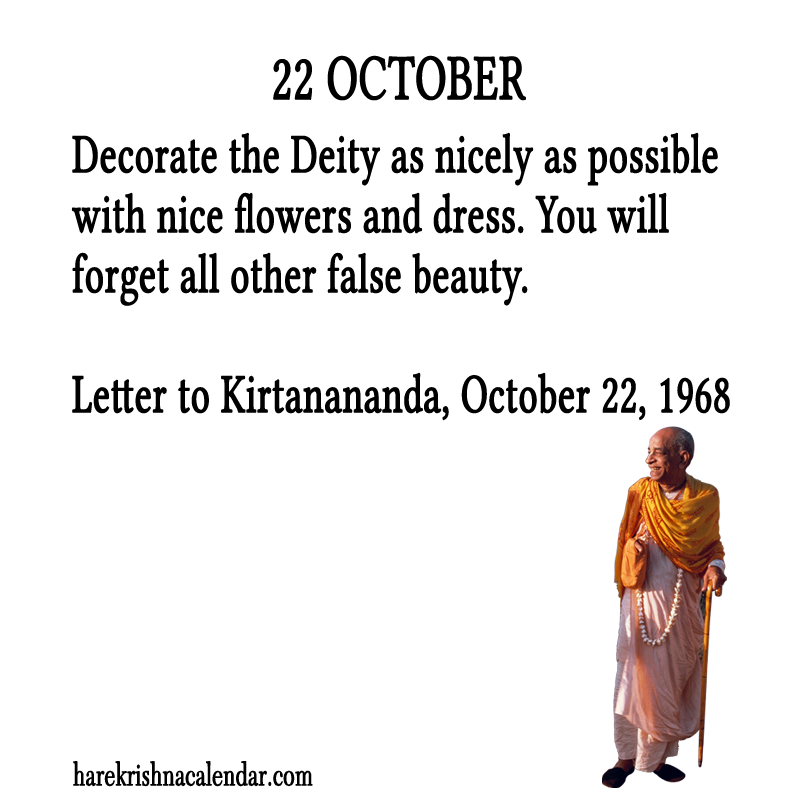 22 OCTOBER
Decorate the Deity as nicely as possible
with nice flowers and dress. You will
forget all other false beauty.
Letter to Kirtanananda, October 22, 1968
harekrishnacalendar.com